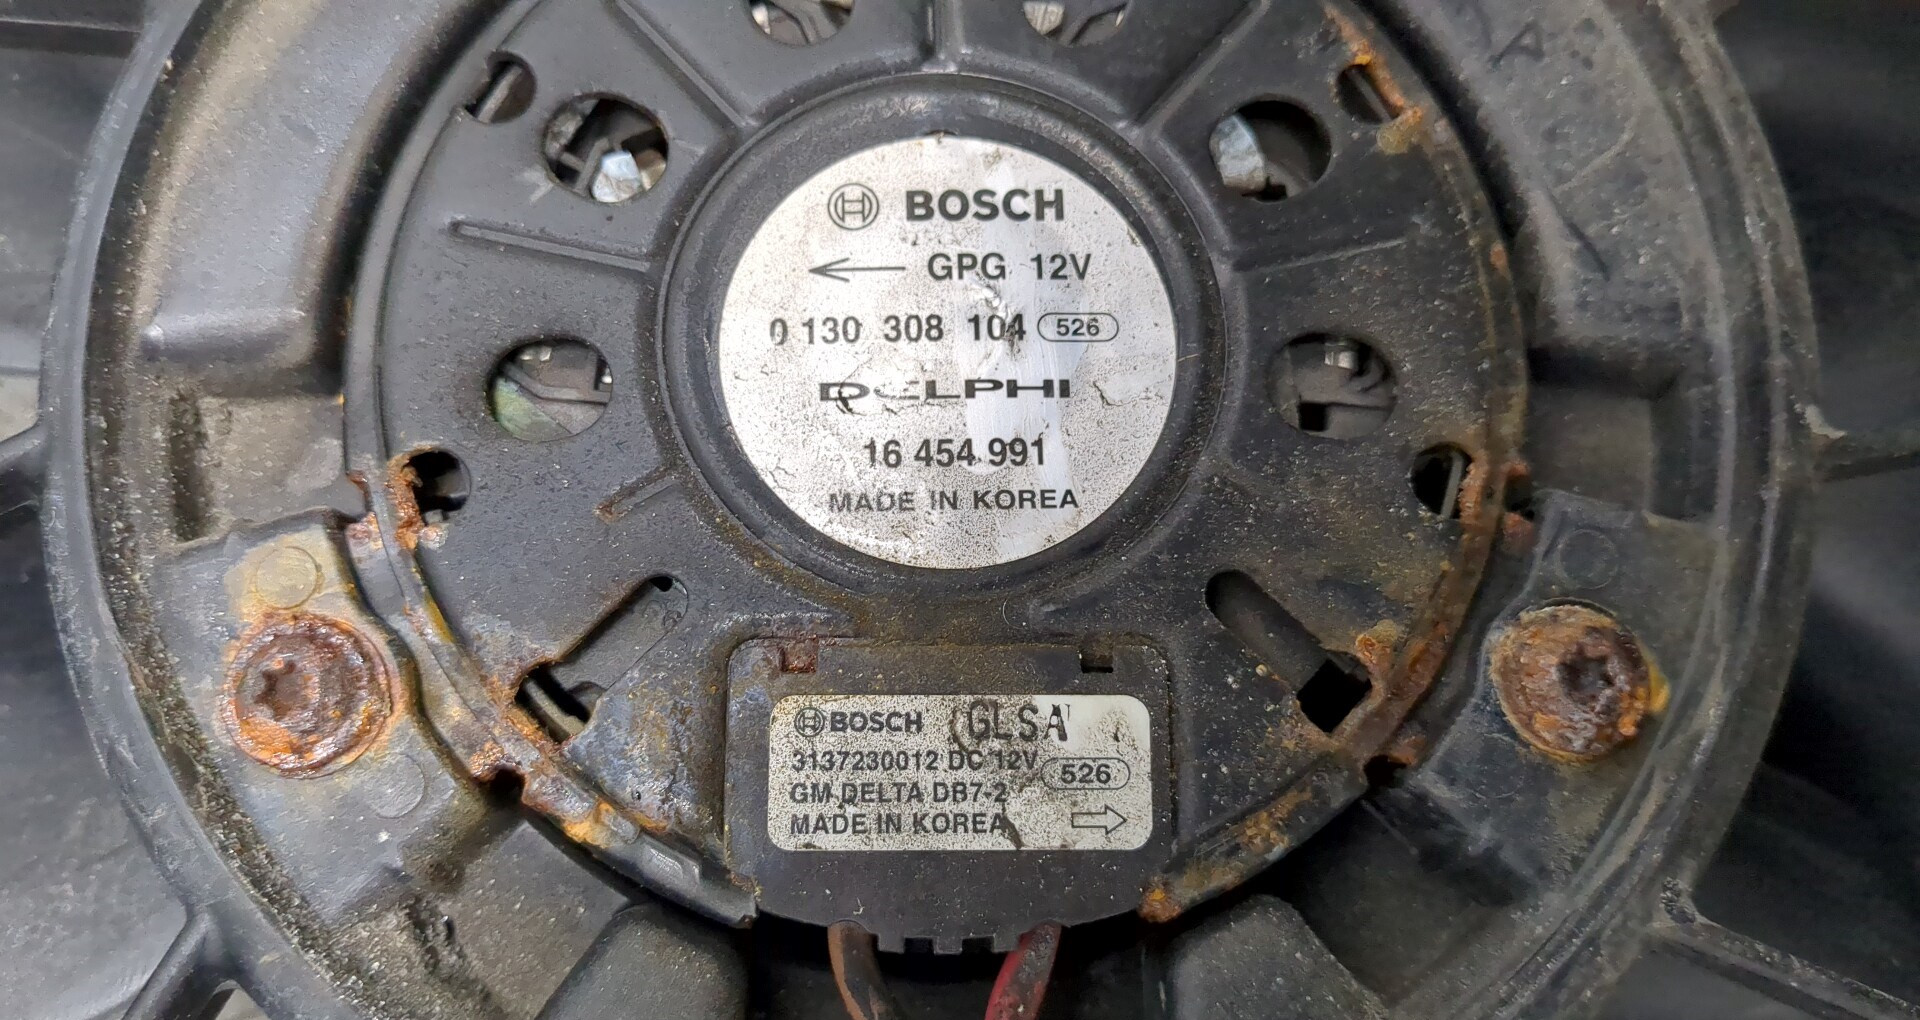 BOSCH
GPG 12V
0 130 308 104 526
DELPHI
16 454 991
MADE IN KOREA
BOSCH GLSA
3137230012 DC 12V 526
GM DELTA DB7-2
MADE IN KOREA